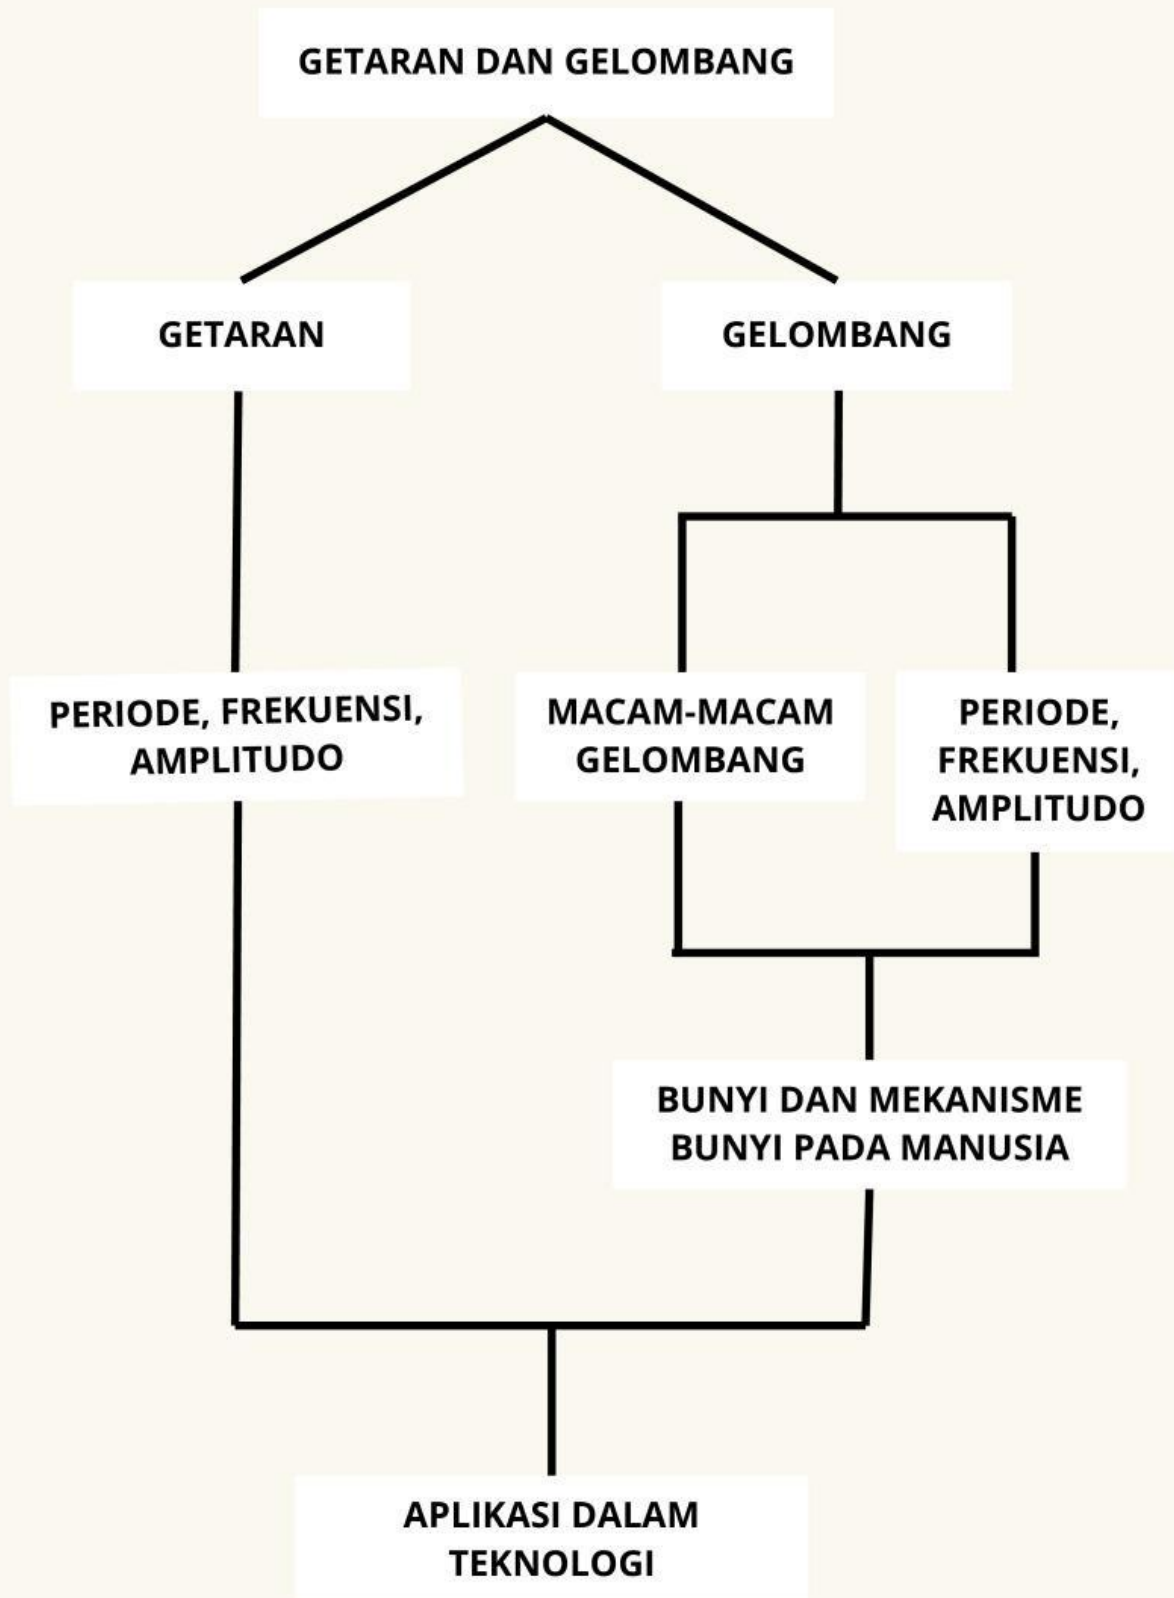 GETARAN DAN GELOMBANG
GETARAN
GELOMBANG
PERIODE, FREKUENSI,
AMPLITUDO
MACAM-MACAM
GELOMBANG
PERIODE,
FREKUENSI,
AMPLITUDO
BUNYI DAN MEKANISME
BUNYI PADA MANUSIA
APLIKASI DALAM
TEKNOLOGI